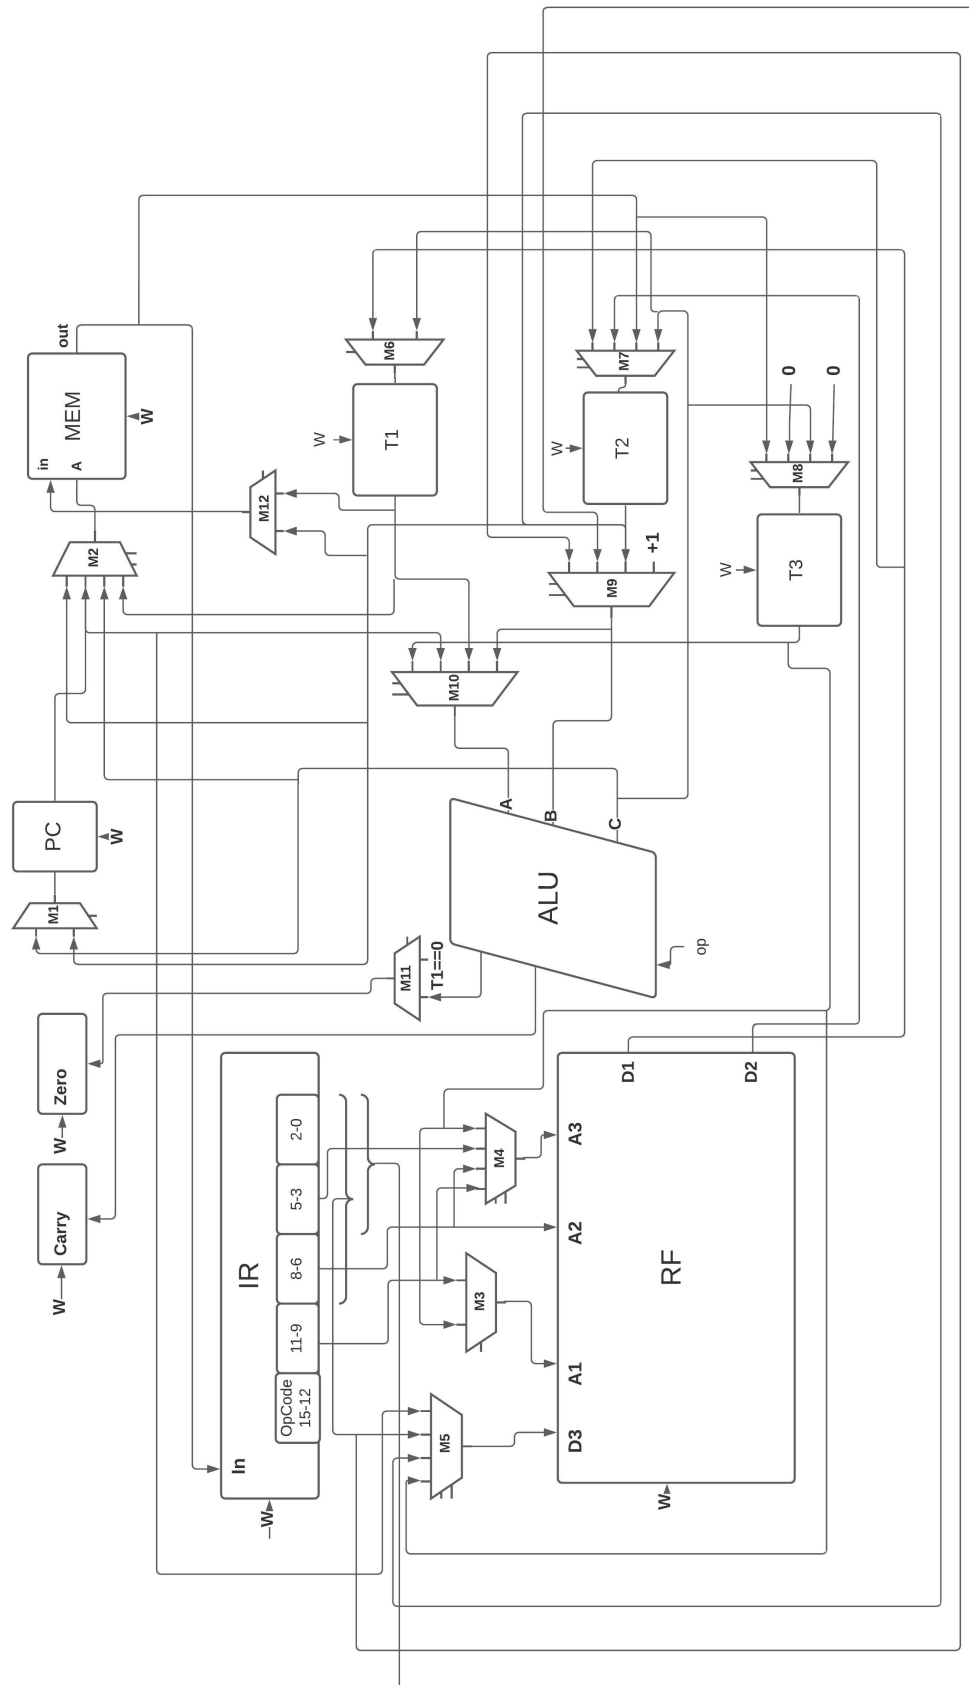 out
MEM
in
A
W
M6
M7
0
0
W
T1
W
T2
M8
M12
M2
+1
W
T3
M9
M10
PC
W
M1
A
B
C
ALU
op
M11
T1==0
Zero
W
Carry
W
IR
2-0
5-3
8-6
11-9
OpCode
15-12
In
W
M4
M3
M5
D1
D2
A3
A2
RF
A1
D3
W